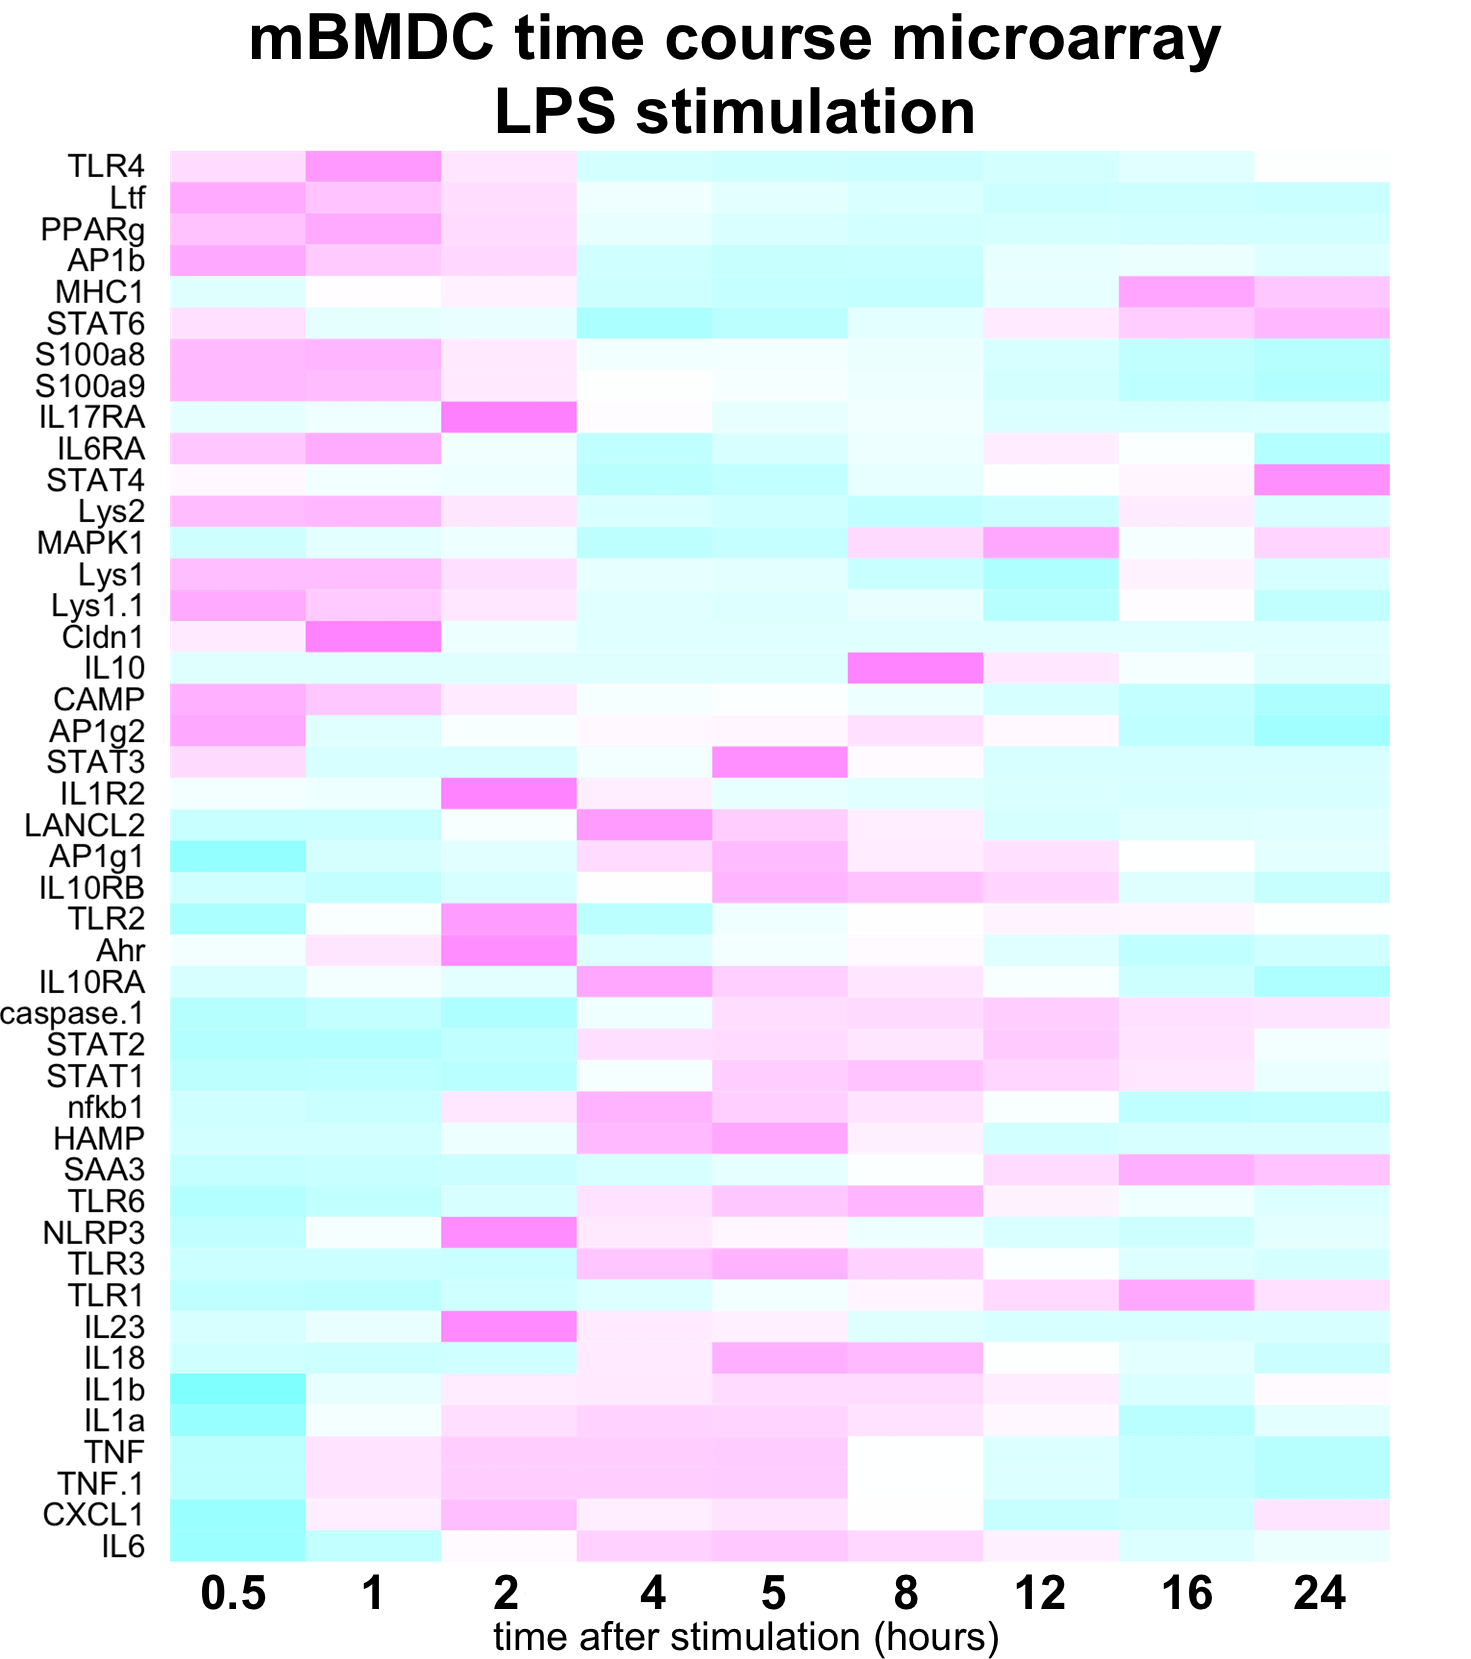 mBMDC time course microarray
LPS stimulation
TLR4
Ltf
PPARg
AP1b
MHC1
STAT6
S100a8
S100a9
IL17RA
IL6RA
STAT4
Lys2
MAPK1
Lys1
Lys1.1
Cldn1
IL10
CAMP
AP1g2
STAT3
IL1R2
LANCL2
AP1g1
IL10RB
TLR2
Ahr
IL10RA
caspase.1
STAT2
STAT1
nfkb1
HAMP
SAA3
TLR6
NLRP3
TLR3
TLR1
IL23
IL18
IL1b
IL1a
TNF
TNF.1
CXCL1
IL6
0.5 1 2 4 5 8 12 16 24
time after stimulation (hours)